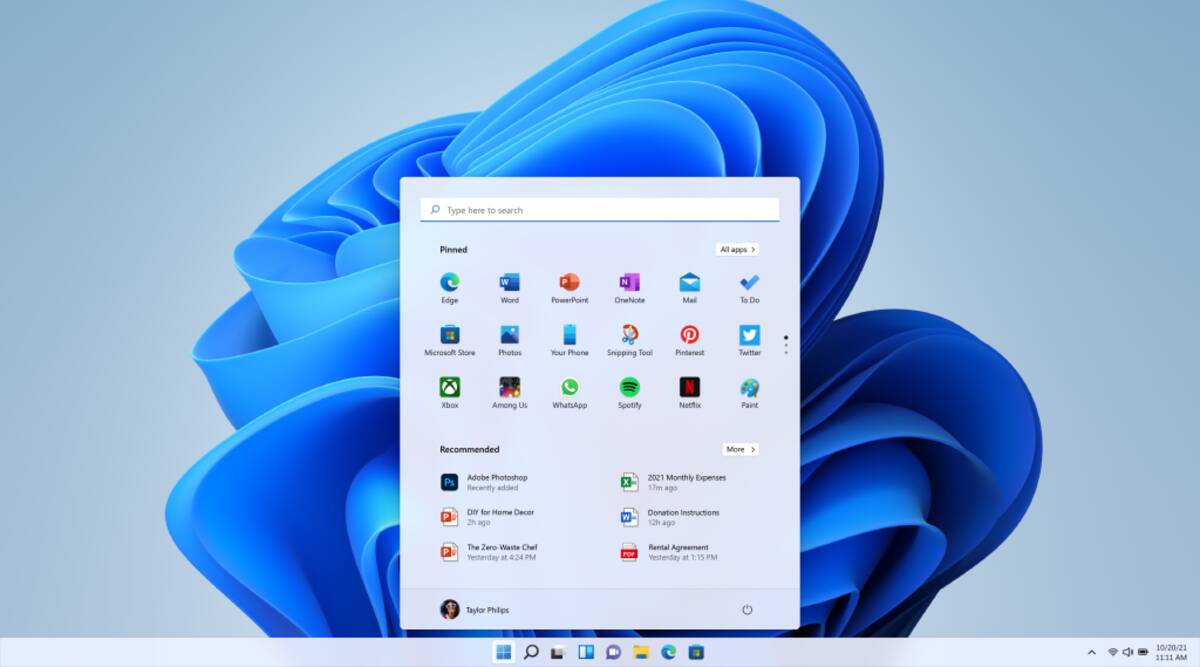 Type here to search
Pinned
All apps >
Edge
Word
PowerPoint
OneNote
Mail
To Do
Microsoft Store
Photos
Your Phone
Snipping Tool
Pinterest
Twitter
Xbox
Among Us
WhatsApp
Spotify
Netflix
Paint
Recommended
More >
Adobe Photoshop
Recently added
2021 Monthly Expenses
17m ago
DIY for Home Decor
2h ago
Donation Instructions
12h ago
The Zero-Waste Chef
Yesterday at 4:24 PM
Rental Agreement
Yesterday at 1:15 PM
Taylor Philips
10/20/21
11:11 AM